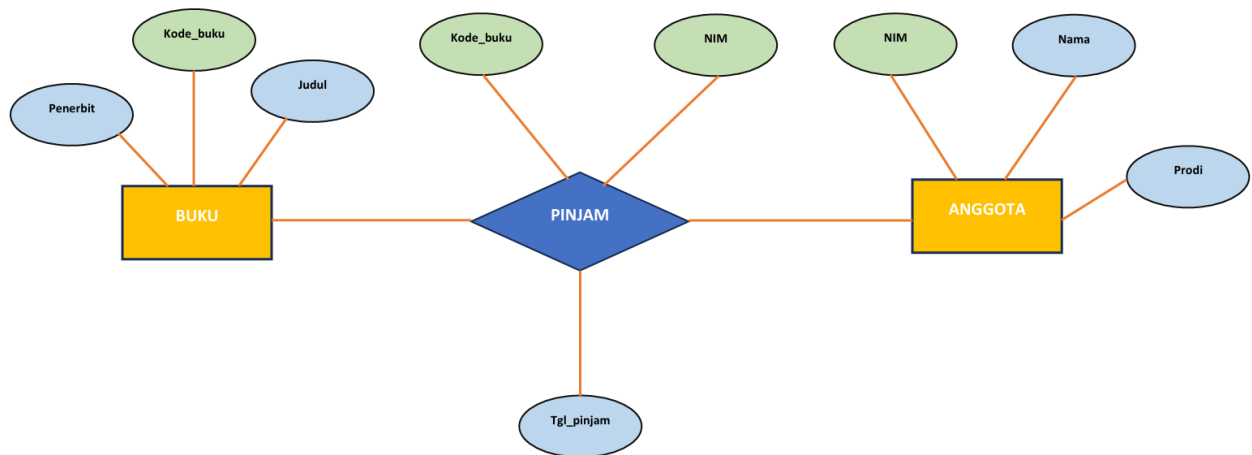 Kode_buku
Kode_buku
NIM
NIM
Nama
Penerbit
Judul
Prodi
BUKU
PINJAM
ANGGOTA
Tgl_pinjam